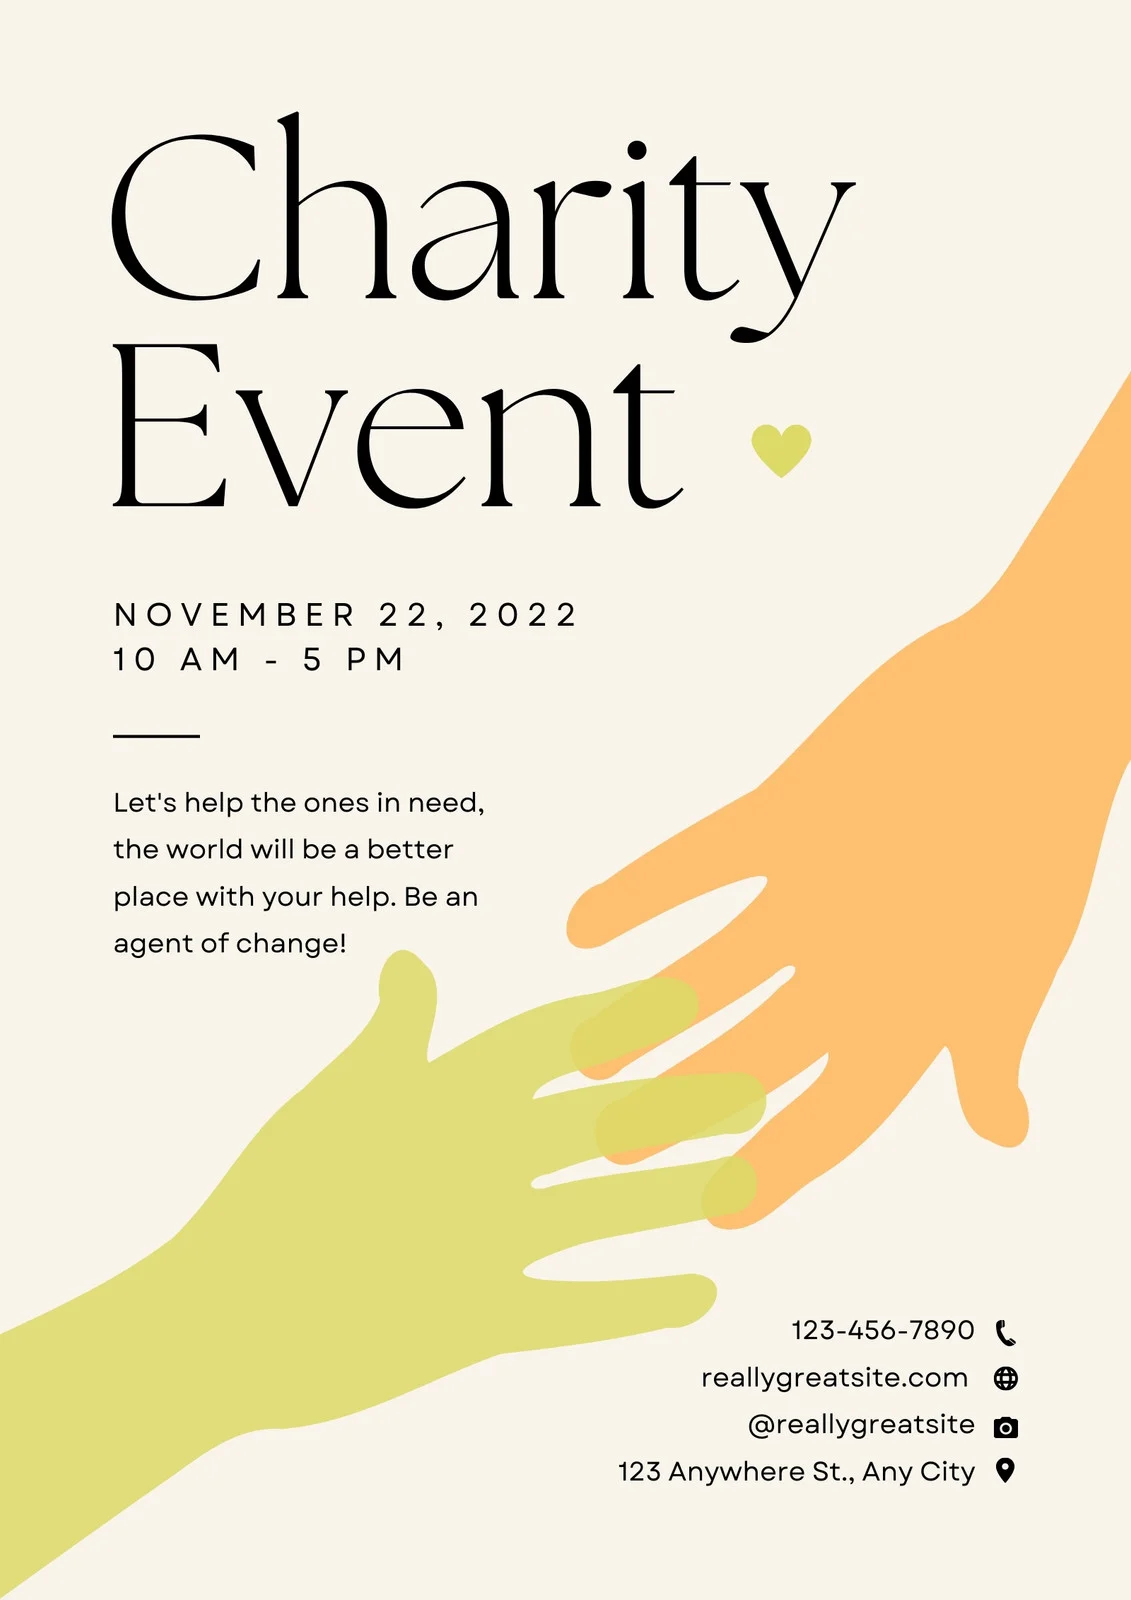 Charity
Event
NOVEMBER 22, 2022
10 AM - 5 PM
Let's help the ones in need,
the world will be a better
place with your help. Be an
agent of change!
123-456-7890
reallygreatsite.com
@reallygreatsite
123 Anywhere St., Any City